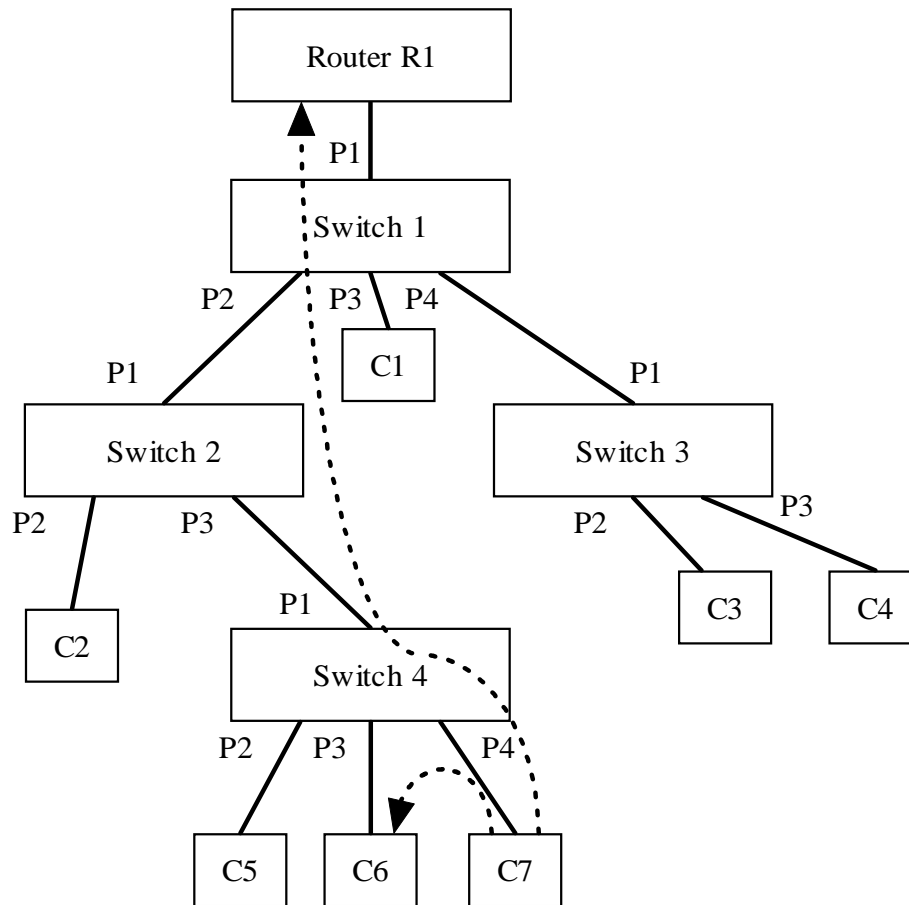 Router R1
P1
Switch 1
P2 P3 P4
C1
P1 P1
Switch 2 Switch 3
P2 P3 P2 P3
C2 P1 C3 C4
Switch 4
P2 P3 P4
C5 C6 C7